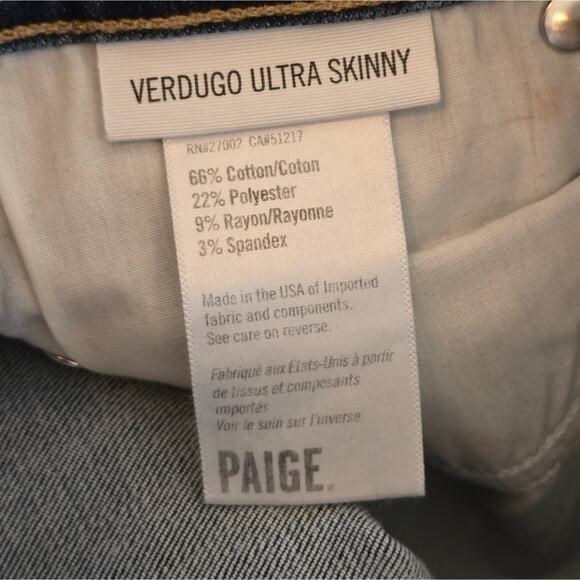 VERDUGO ULTRA SKINNY
RN#27002 CA#51217
66% Cotton/Coton
22% Polyester
9% Rayon/Rayonne
3% Spandex
Made in the USA of Imported
fabric and components.
See care on reverse.
Fabriqué aux États-Unis à partir
de tissus et composants
importés
Voir le soin sur l'inverse.
PAIGE.